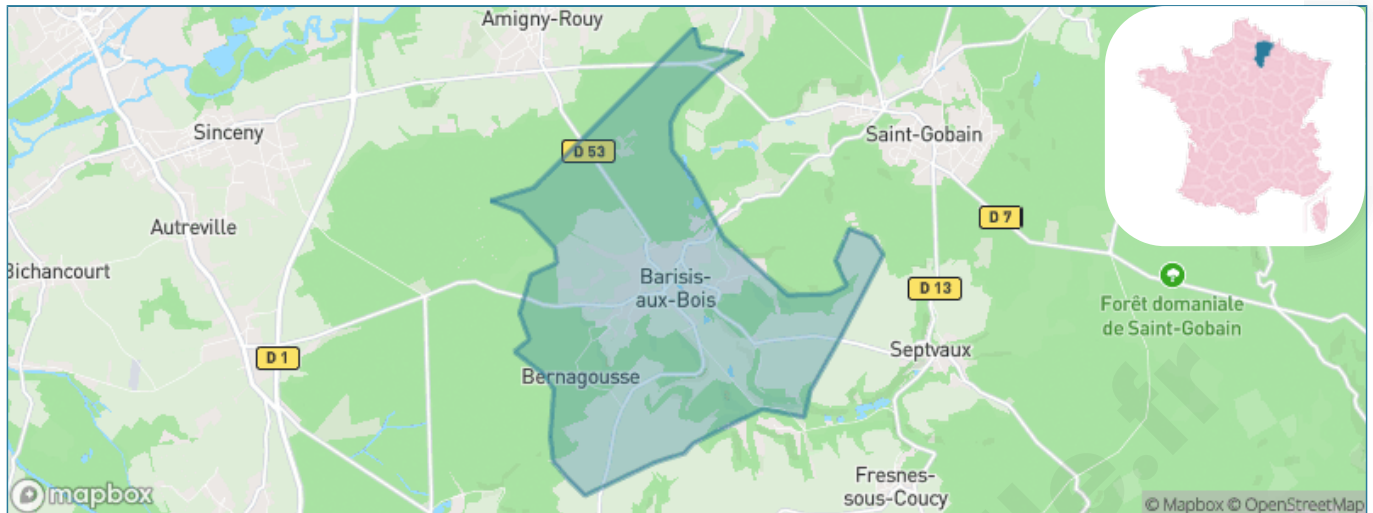 Amigny-Rouy
Sinceny
Saint-Gobain
D 53
D 7
Autreville
Bichancourt
Barisis-
aux-Bois
D 13
Forêt domaniale
de Saint-Gobain
D 1
Septvaux
Bernagousse
Fresnes-
sous-Coucy
mapbox
© Mapbox © OpenStreetMap